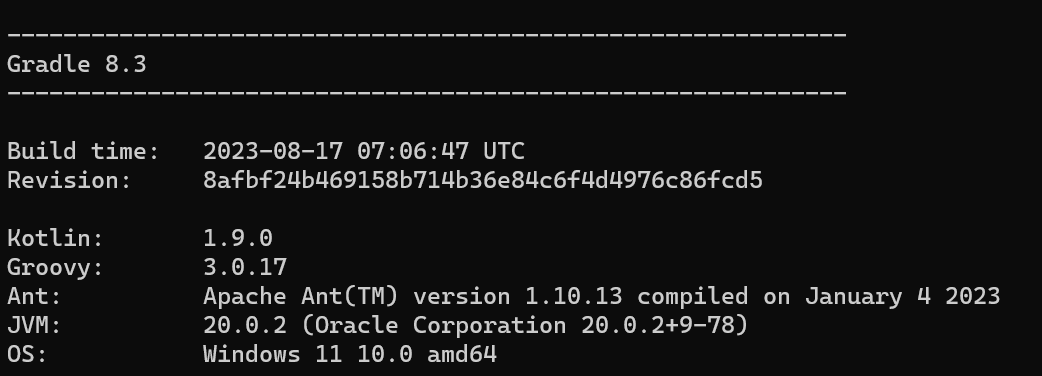 ------------------------------------------------------------
Gradle 8.3
------------------------------------------------------------
Build time:   2023-08-17 07:06:47 UTC
Revision:     8afbf24b469158b714b36e84c6f4d4976c86fcd5
Kotlin:       1.9.0
Groovy:       3.0.17
Ant:          Apache Ant(TM) version 1.10.13 compiled on January 4 2023
JVM:          20.0.2 (Oracle Corporation 20.0.2+9-78)
OS:           Windows 11 10.0 amd64